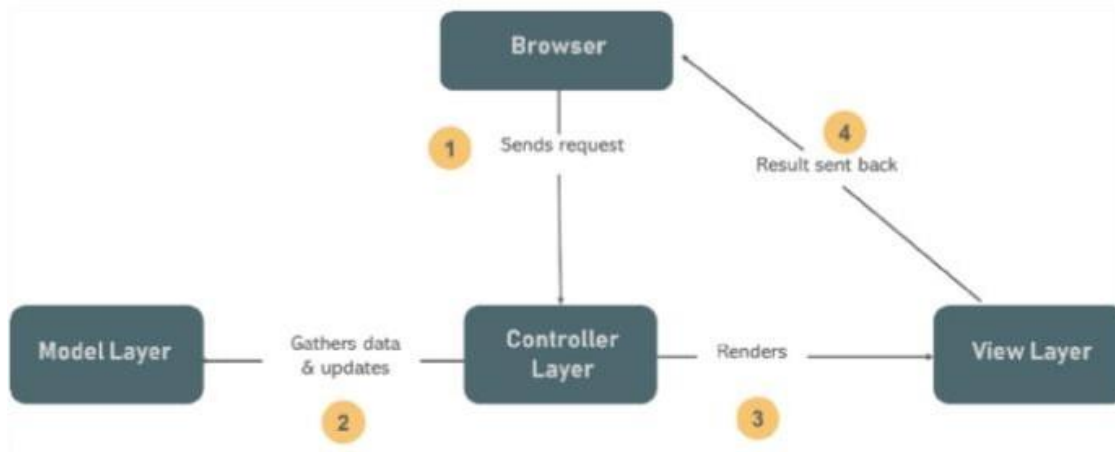 Browser
1
Sends request
4
Result sent back
Model Layer
Gathers data
& updates
2
Controller
Layer
Renders
3
View Layer